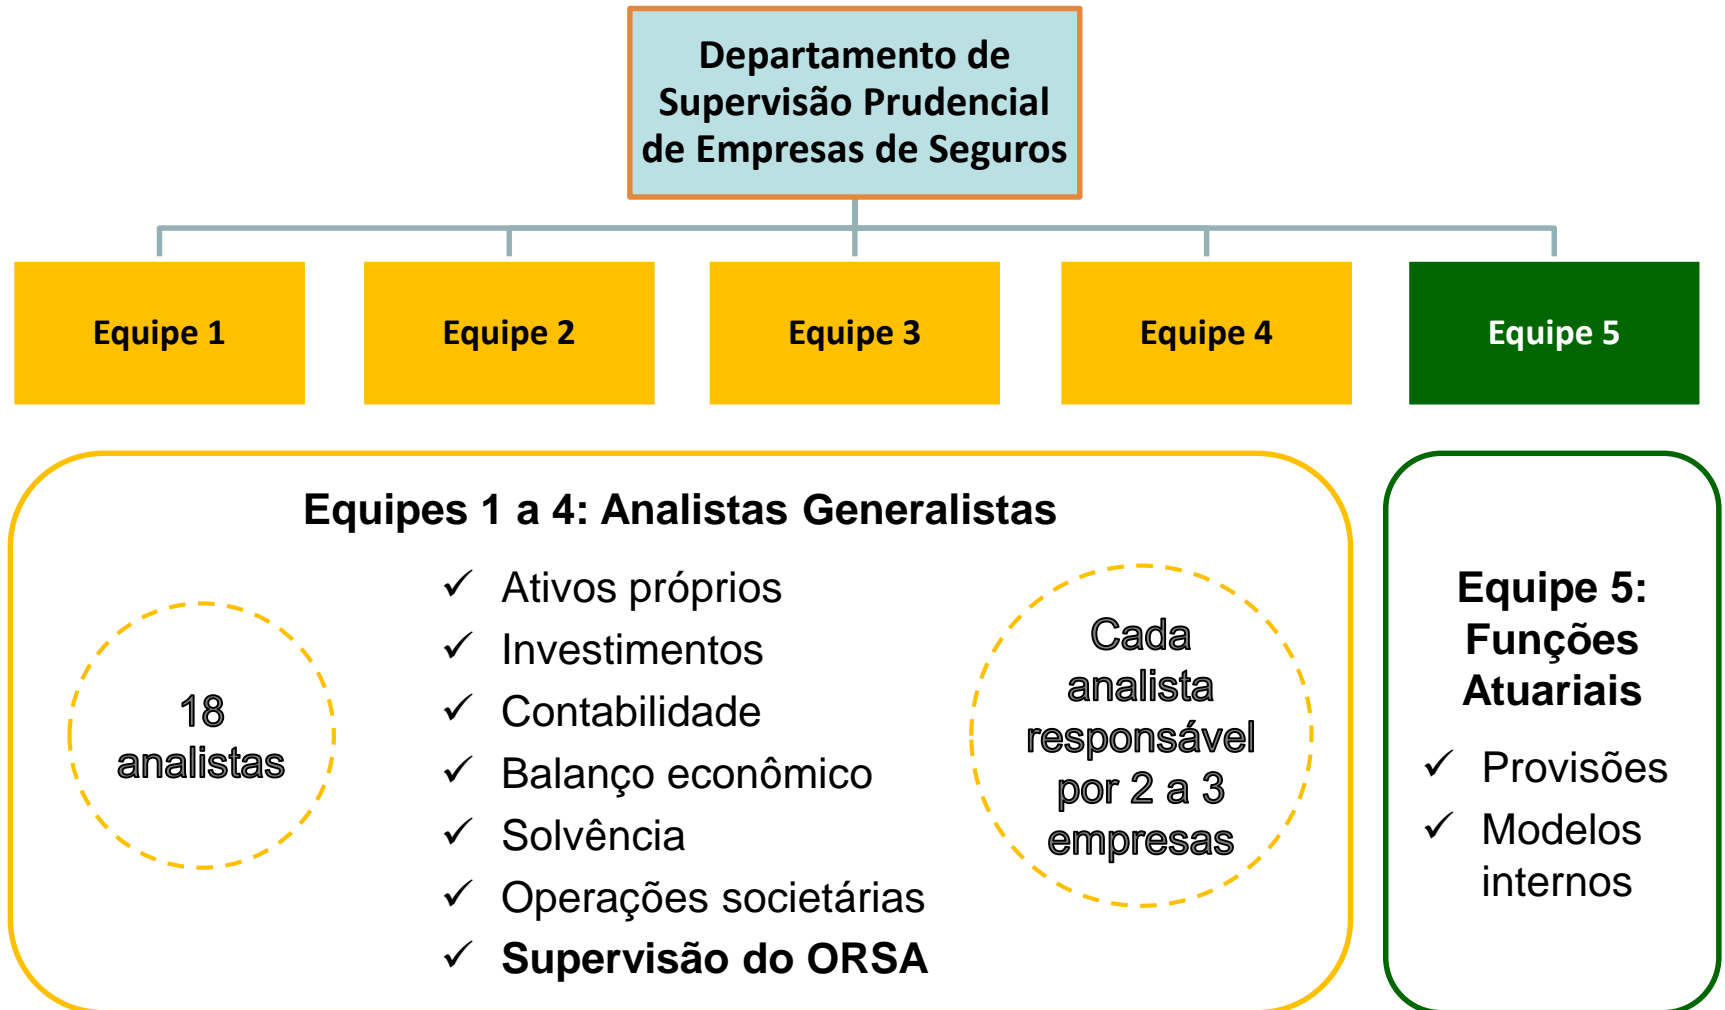 Departamento de
Supervisão Prudencial
de Empresas de Seguros
Equipe 1
Equipe 2
Equipe 3
Equipe 4
Equipe 5
Equipes 1 a 4: Analistas Generalistas
18
analistas
✓ Ativos próprios
✓ Investimentos
✓ Contabilidade
✓ Balanço econômico
✓ Solvência
✓ Operações societárias
✓ Supervisão do ORSA
Cada
analista
responsável
por 2 a 3
empresas
Equipe 5:
Funções
Atuariais
✓ Provisões
✓ Modelos
internos